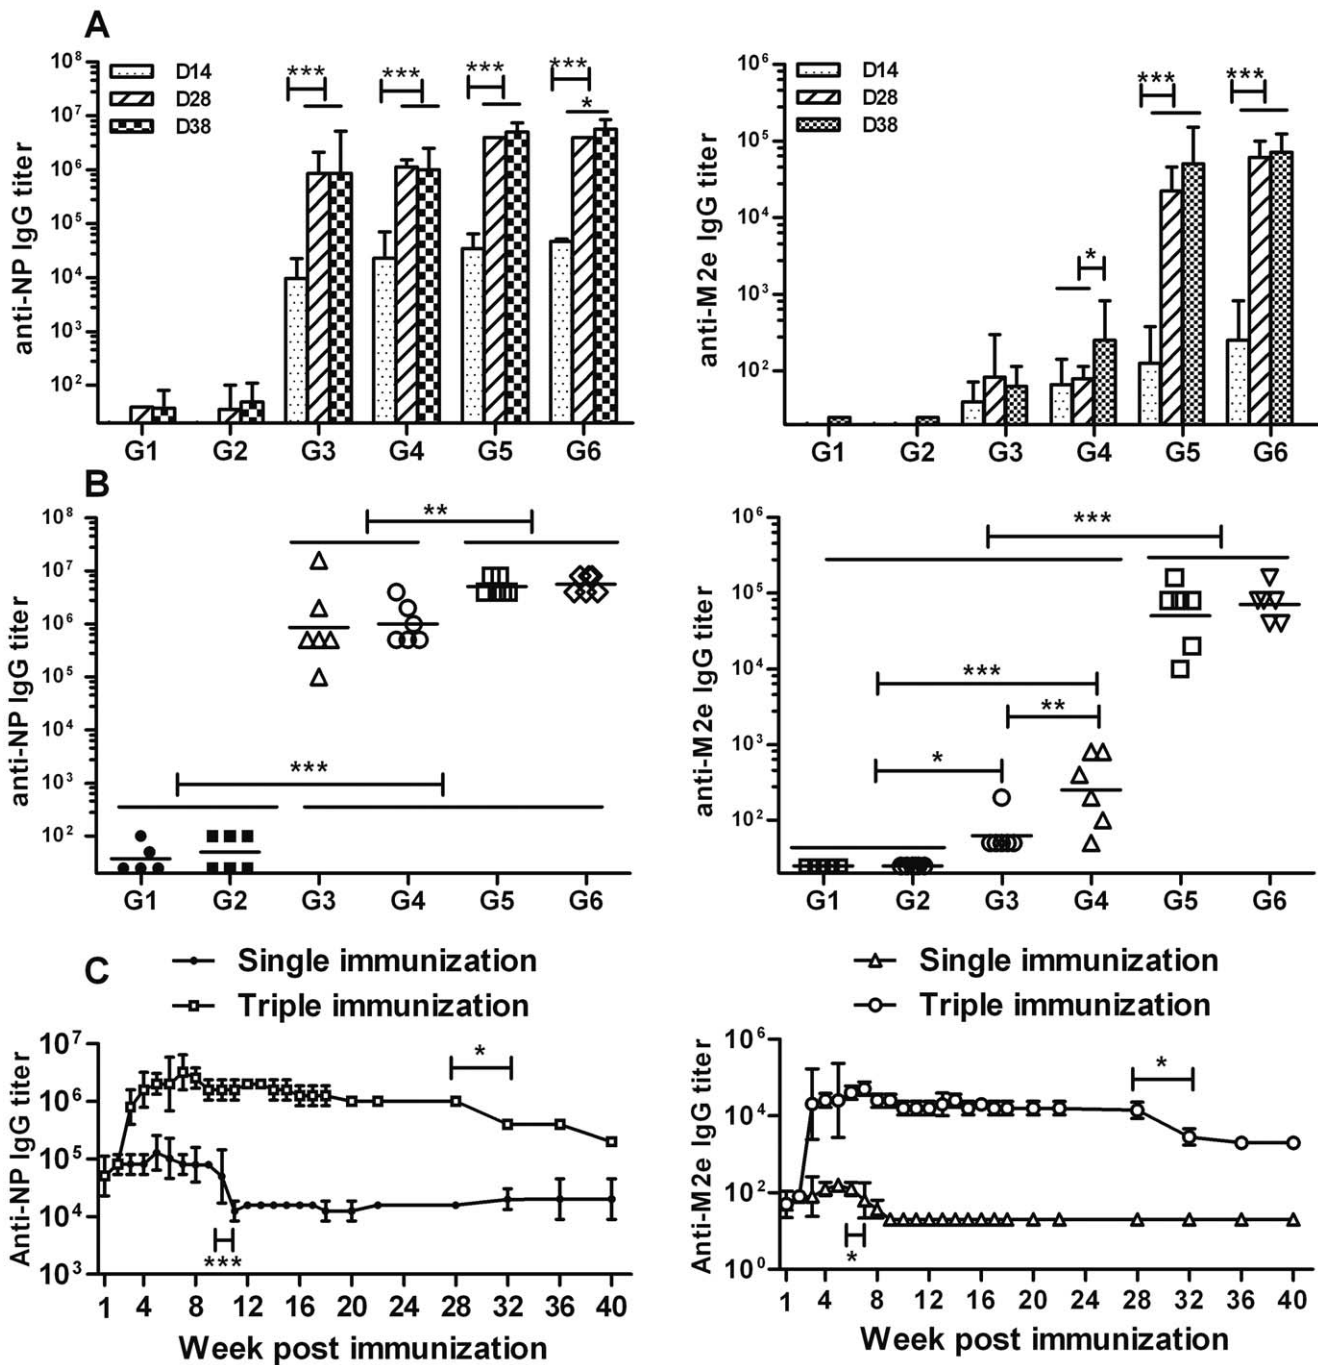 A
anti-NP IgG titer
10⁸
10⁷
10⁶
10⁵
10⁴
10³
10²
D14
D28
D38
***
***
***
***
*
G1 G2 G3 G4 G5 G6
anti-M2e IgG titer
10⁶
10⁵
10⁴
10³
10²
D14
D28
D38
*
***
***
G1 G2 G3 G4 G5 G6
B
anti-NP IgG titer
10⁸
10⁷
10⁶
10⁵
10⁴
10³
10²
**
***
G1 G2 G3 G4 G5 G6
anti-M2e IgG titer
10⁶
10⁵
10⁴
10³
10²
***
***
**
*
G1 G2 G3 G4 G5 G6
C
Single immunization
Triple immunization
Anti-NP IgG titer
10⁷
10⁶
10⁵
10⁴
10³
*
***
1 4 8 12 16 20 24 28 32 36 40
Week post immunization
Single immunization
Triple immunization
Anti-M2e IgG titer
10⁶
10⁴
10²
10⁰
*
*
1 4 8 12 16 20 24 28 32 36 40
Week post immunization